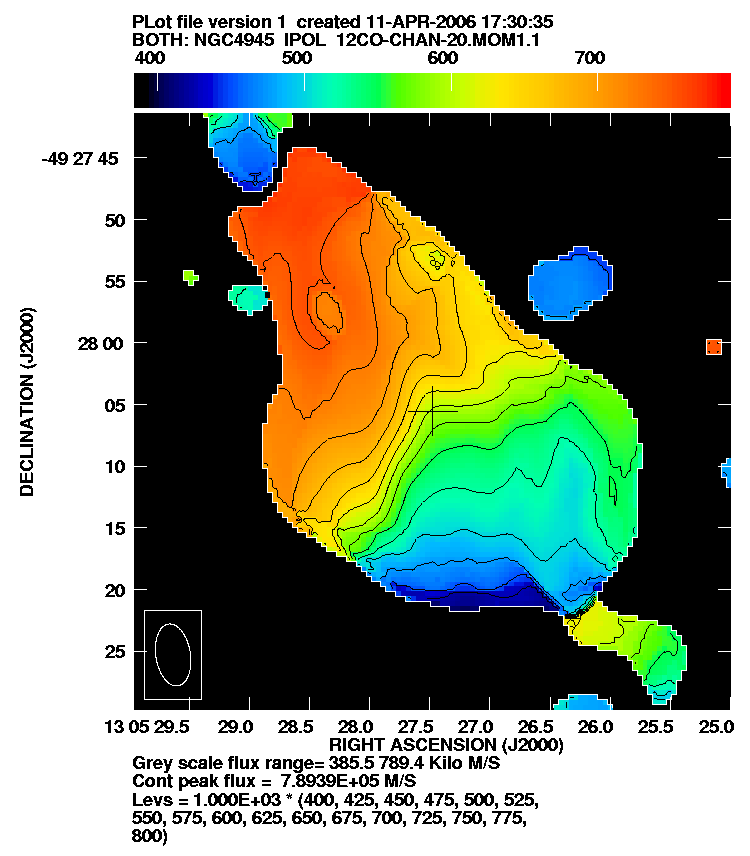 PLot file version 1 created 11-APR-2006 17:30:35
BOTH: NGC4945 IPOL 12CO-CHAN-20.MOM1.1
400 500 600 700
-49 27 45
50
55
28 00
05
10
15
20
25
DECLINATION (J2000)
13 05 29.5 29.0 28.5 28.0 27.5 27.0 26.5 26.0 25.5 25.0
RIGHT ASCENSION (J2000)
Grey scale flux range= 385.5 789.4 Kilo M/S
Cont peak flux = 7.8939E+05 M/S
Levs = 1.000E+03 * (400, 425, 450, 475, 500, 525,
550, 575, 600, 625, 650, 675, 700, 725, 750, 775,
800)